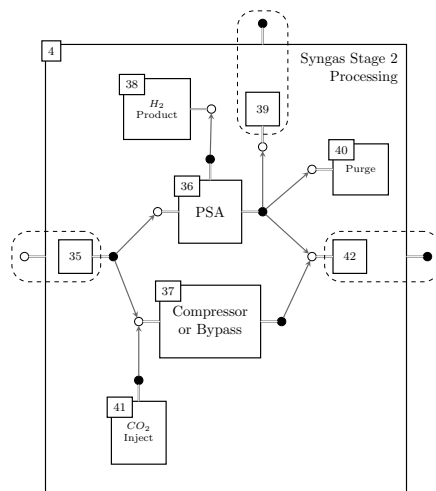 4
Syngas Stage 2
Processing
38
H₂
Product
39
40
Purge
36
PSA
35
42
37
Compressor
or Bypass
41
CO₂
Inject